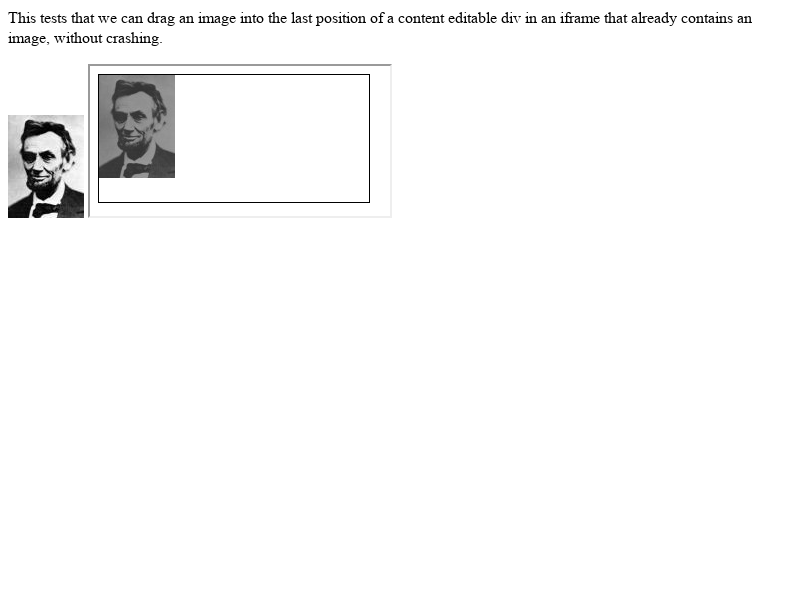 This tests that we can drag an image into the last position of a content editable div in an iframe that already contains an
image, without crashing.